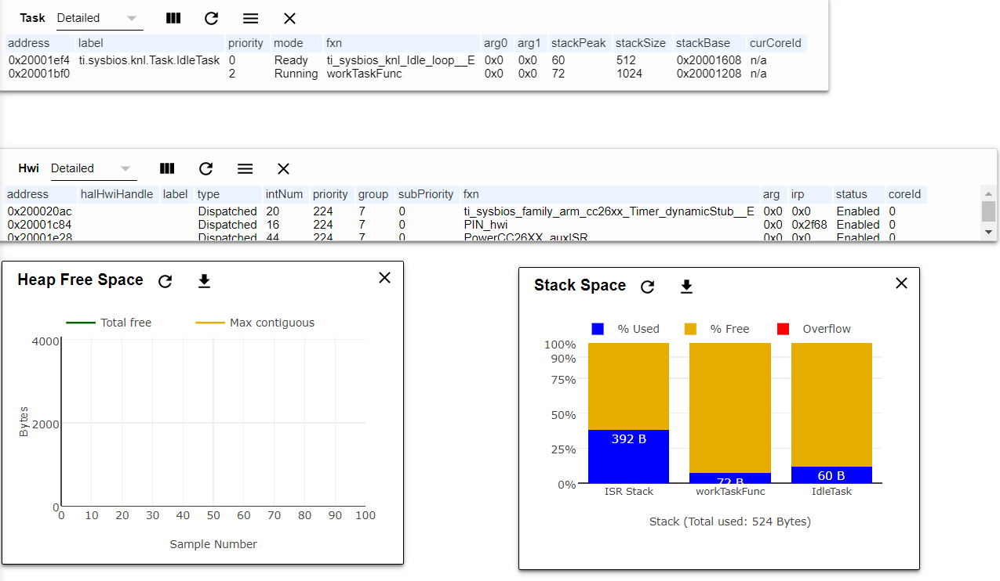 Task Detailed
address label priority mode fxn arg0 arg1 stackPeak stackSize stackBase curCoreId
0x20001ef4 ti.sysbios.knl.Task.IdleTask 0 Ready ti_sysbios_knl_Idle_loop__E 0x0 0x0 60 512 0x20001608 n/a
0x20001bf0 2 Running workTaskFunc 0x0 0x0 72 1024 0x20001208 n/a
Hwi Detailed
address halHwiHandle label type intNum priority group subPriority fxn arg irp status coreId
0x200020ac Dispatched 20 224 7 0 ti_sysbios_family_arm_cc26xx_Timer_dynamicStub__E 0x0 0x0 Enabled 0
0x20001c84 Dispatched 16 224 7 0 PIN_hwi 0x0 0x2f68 Enabled 0
0x20001e28 Dispatched 44 224 7 0 PowerCC26XX_auxISR 0x0 0x0 Enabled 0
Heap Free Space
Total free Max contiguous
4000
2000
0
Bytes
0 10 20 30 40 50 60 70 80 90 100
Sample Number
Stack Space
% Used % Free Overflow
100%
90%
75%
50%
25%
0%
392 B
72 B
60 B
ISR Stack workTaskFunc IdleTask
Stack (Total used: 524 Bytes)